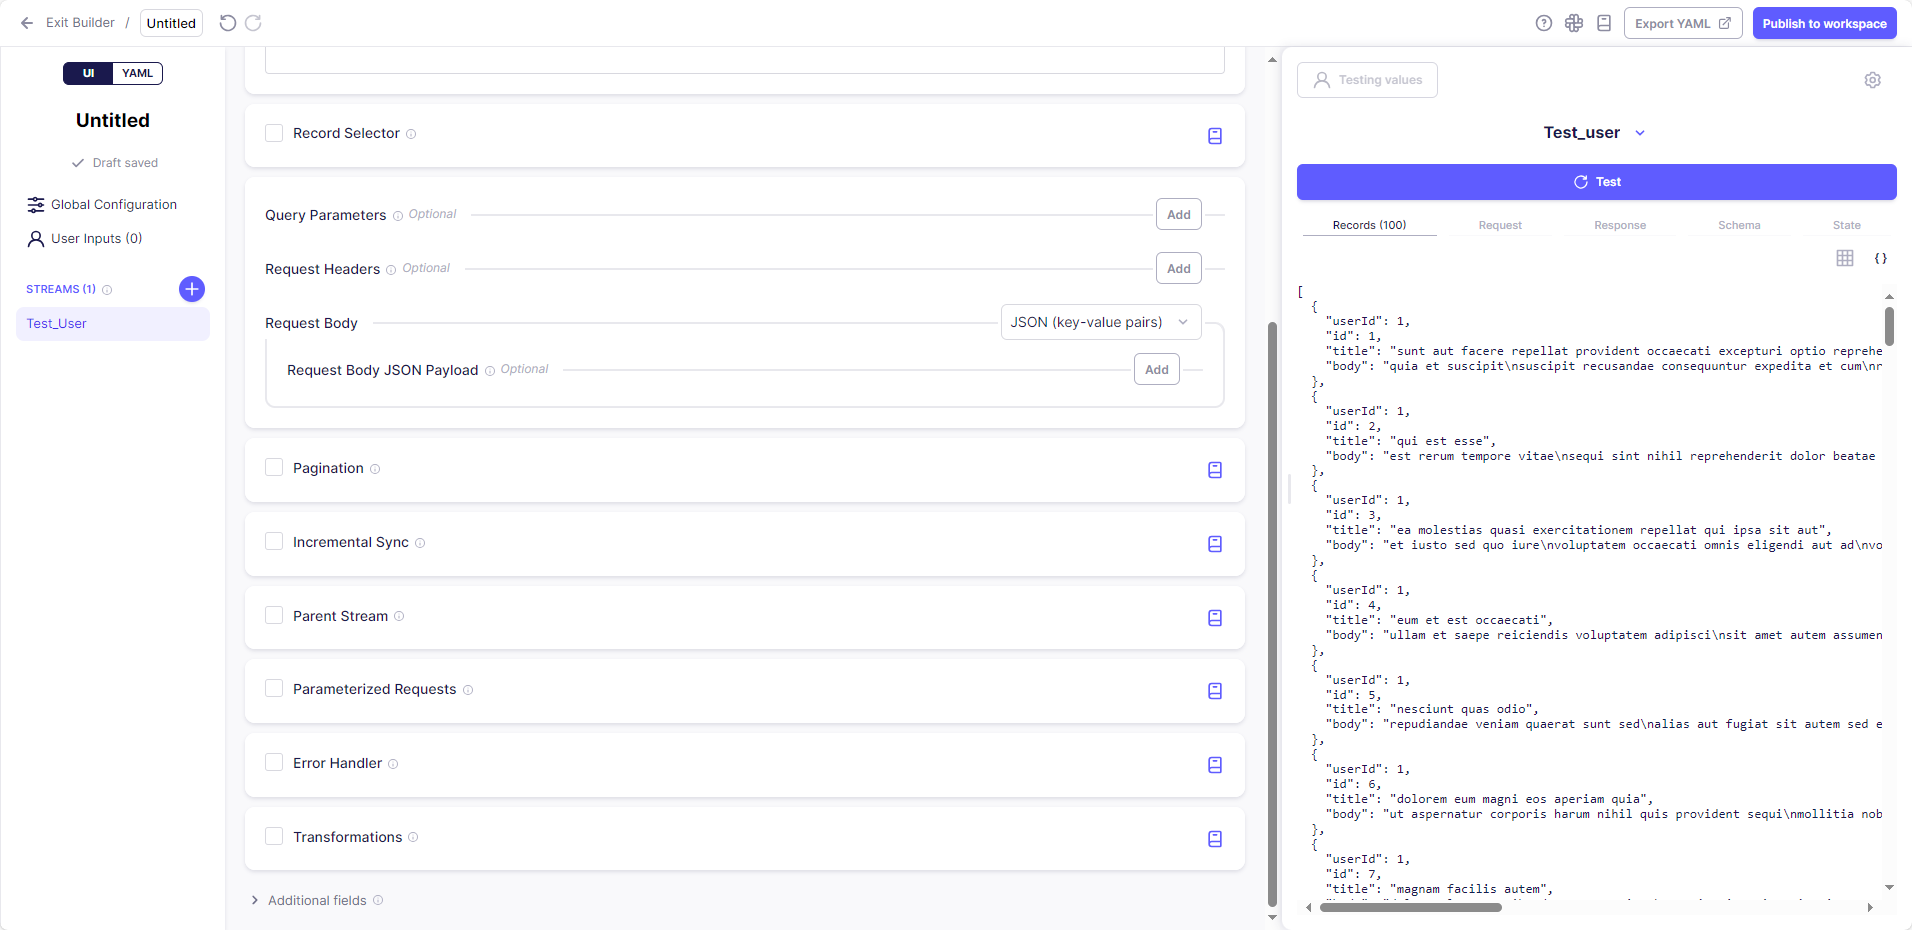 Exit Builder / Untitled
Export YAML
Publish to workspace
UI YAML
Untitled
Draft saved
Global Configuration
User Inputs (0)
STREAMS (1)
Test_User
Record Selector
Query Parameters Optional Add
Request Headers Optional Add
Request Body JSON (key-value pairs)
Request Body JSON Payload Optional Add
Pagination
Incremental Sync
Parent Stream
Parameterized Requests
Error Handler
Transformations
Additional fields
Testing values
Test_user
Test
Records (100) Request Response Schema State
{}
[
{
"userId": 1,
"id": 1,
"title": "sunt aut facere repellat provident occaecati excepturi optio reprehe
"body": "quia et suscipit\nsuscipit recusandae consequuntur expedita et cum\nr
},
{
"userId": 1,
"id": 2,
"title": "qui est esse",
"body": "est rerum tempore vitae\nsequi sint nihil reprehenderit dolor beatae
},
{
"userId": 1,
"id": 3,
"title": "ea molestias quasi exercitationem repellat qui ipsa sit aut",
"body": "et iusto sed quo iure\nvoluptatem occaecati omnis eligendi aut ad\nvo
},
{
"userId": 1,
"id": 4,
"title": "eum et est occaecati",
"body": "ullam et saepe reiciendis voluptatem adipisci\nsit amet autem assumen
},
{
"userId": 1,
"id": 5,
"title": "nesciunt quas odio",
"body": "repudiandae veniam quaerat sunt sed\nalias aut fugiat sit autem sed e
},
{
"userId": 1,
"id": 6,
"title": "dolorem eum magni eos aperiam quia",
"body": "ut aspernatur corporis harum nihil quis provident sequi\nmollitia nob
},
{
"userId": 1,
"id": 7,
"title": "magnam facilis autem",